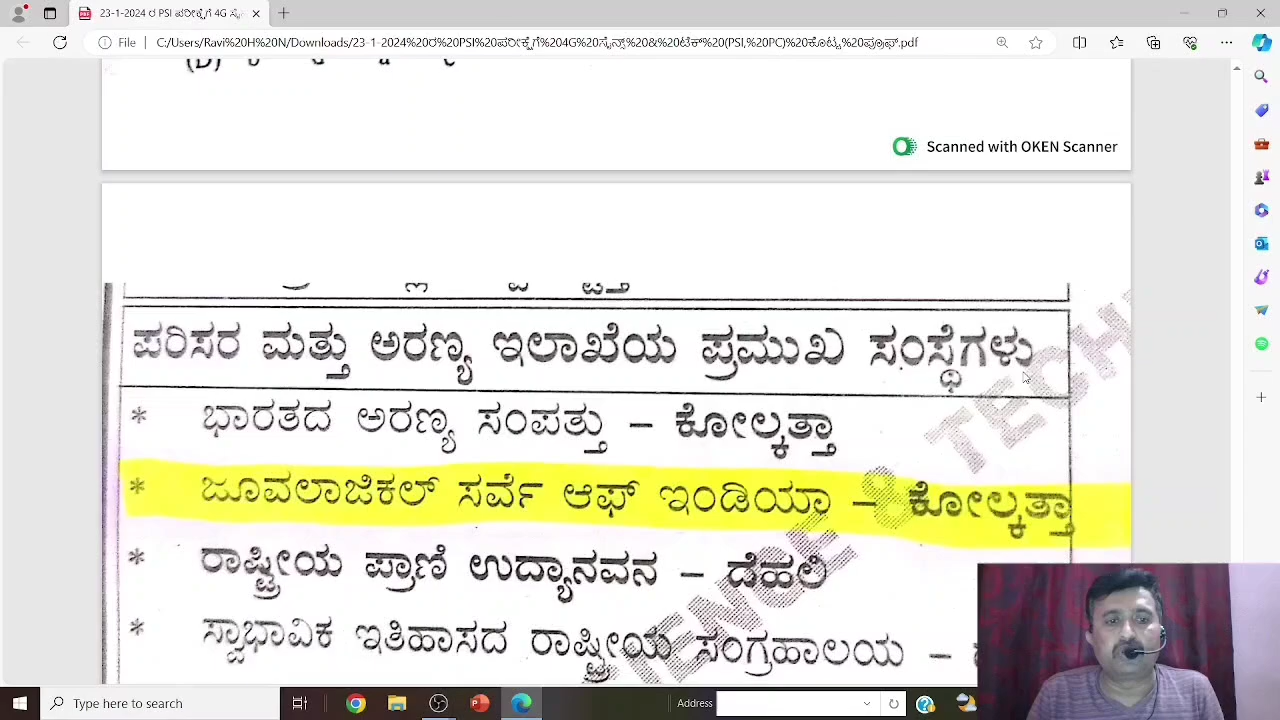 23-1-2024 ರ PSI ಪರೀಕ್ಷೆಗೆ 4G
File
C:/Users/Ravi%20H%20N/Downloads/23-1-2024%20ರ%20PSI%20ಪರೀಕ್ಷೆಗೆ%204G%20ಸೈನ್ಸ್%20&%20ಟೆಕ್%20(PSI,%20PC)%20ಕೊಟ್ಟ%20ಪ್ರೂಫ್.pdf
Scanned with OKEN Scanner
ಪರಿಸರ ಮತ್ತು ಅರಣ್ಯ ಇಲಾಖೆಯ ಪ್ರಮುಖ ಸಂಸ್ಥೆಗಳು
* ಭಾರತದ ಅರಣ್ಯ ಸಂಪತ್ತು – ಕೋಲ್ಕತ್ತಾ
* ಜೂವಲಾಜಿಕಲ್ ಸರ್ವೆ ಆಫ್ ಇಂಡಿಯಾ – ಕೋಲ್ಕತ್ತಾ
* ರಾಷ್ಟ್ರೀಯ ಪ್ರಾಣಿ ಉದ್ಯಾನವನ – ಡೆಹಲಿ
* ಸ್ವಾಭಾವಿಕ ಇತಿಹಾಸದ ರಾಷ್ಟ್ರೀಯ ಸಂಗ್ರಹಾಲಯ –
Type here to search
Address